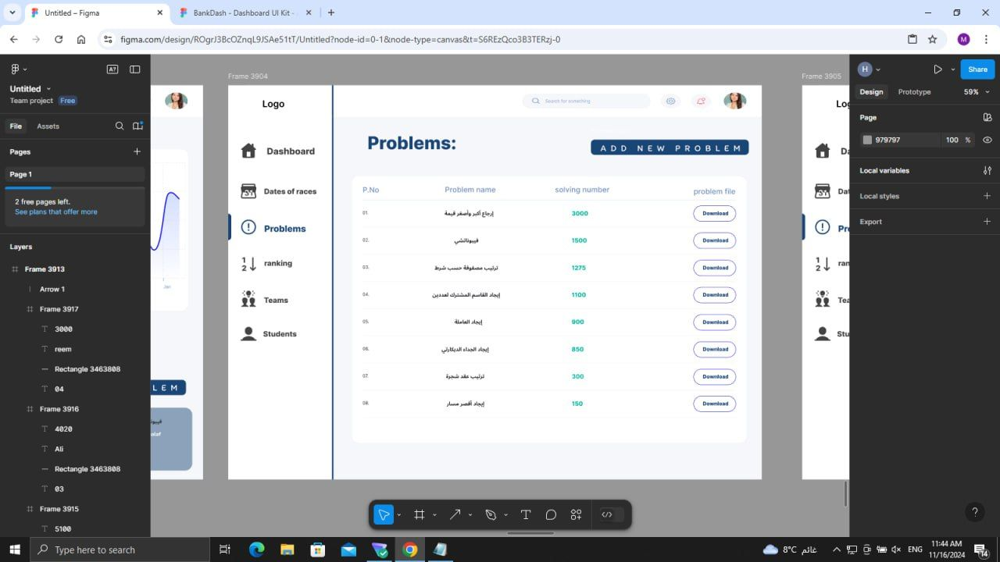 Untitled – Figma
BankDash - Dashboard UI Kit -
figma.com/design/ROgrJ3BcOZnqL9JSAe51tT/Untitled?node-id=0-1&node-type=canvas&t=S6REzQco3B3TERzj-0
M
Untitled
Team project Free
File Assets
Pages
Page 1
2 free pages left.
See plans that offer more
Layers
Frame 3913
Arrow 1
Frame 3917
3000
reem
Rectangle 3463808
04
Frame 3916
4020
Ali
Rectangle 3463808
03
Frame 3915
5100
Jan
LEM
فيبونا
alaf
Frame 3904
Logo
Dashboard
Dates of races
Problems
ranking
Teams
Students
Search for something
Problems:
ADD NEW PROBLEM
P.No Problem name solving number problem file
01. إرجاع أكبر وأصغر قيمة 3000 Download
02. فيبوناتشي 1500 Download
03. ترتيب مصفوفة حسب شرط 1275 Download
04. إيجاد القاسم المشترك لعددين 1100 Download
05. إيجاد العاملة 900 Download
06. إيجاد الجداء الديكارتي 850 Download
07. ترتيب عقد شجرة 300 Download
08. إيجاد أقصر مسار 150 Download
Frame 3905
Log
Da
Dat
Pr
ran
Tea
Stu
H
Share
Design Prototype 59%
Page
979797 100 %
Local variables
Local styles
Export
?
Type here to search
8°C غائم
ENG
11:44 AM
11/16/2024
14